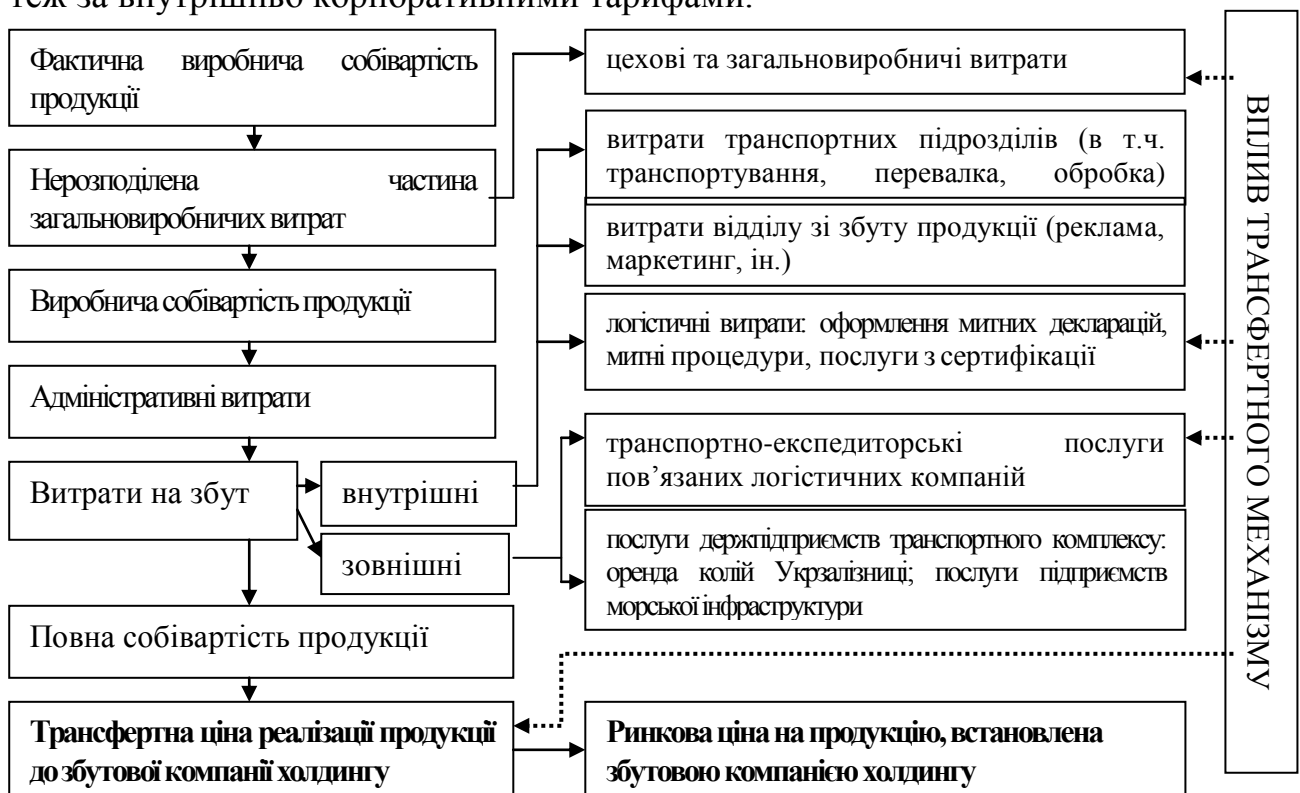 теж за внутрішньо корпоративними тарифами.
Фактична виробнича собівартість
продукції
Нерозподілена частина
загальновиробничих витрат
Виробнича собівартість продукції
Адміністративні витрати
Витрати на збут
внутрішні
зовнішні
Повна собівартість продукції
Трансфертна ціна реалізації продукції
до збутової компанії холдингу
цехові та загальновиробничі витрати
витрати транспортних підрозділів (в т.ч.
транспортування, перевалка, обробка)
витрати відділу зі збуту продукції (реклама,
маркетинг, ін.)
логістичні витрати: оформлення митних декларацій,
митні процедури, послуги з сертифікації
транспортно-експедиторські послуги
пов’язаних логістичних компаній
послуги держпідприємств транспортного комплексу:
оренда колій Укрзалізниці; послуги підприємств
морської інфраструктури
Ринкова ціна на продукцію, встановлена
збутовою компанією холдингу
ВПЛИВ ТРАНСФЕРТНОГО МЕХАНІЗМУ